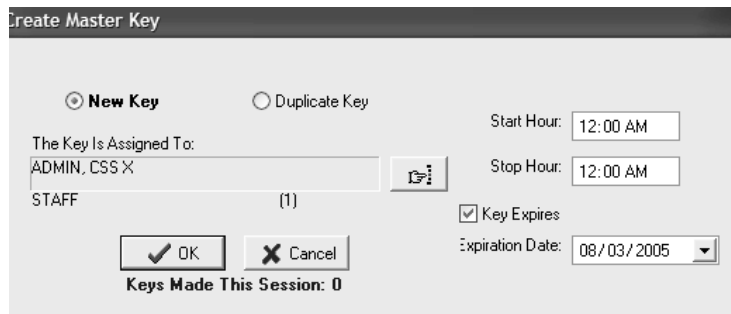 Create Master Key
New Key
Duplicate Key
Start Hour: 12:00 AM
The Key Is Assigned To:
ADMIN, CSS X
Stop Hour: 12:00 AM
STAFF (1)
Key Expires
OK
Cancel
Expiration Date: 08/03/2005
Keys Made This Session: 0